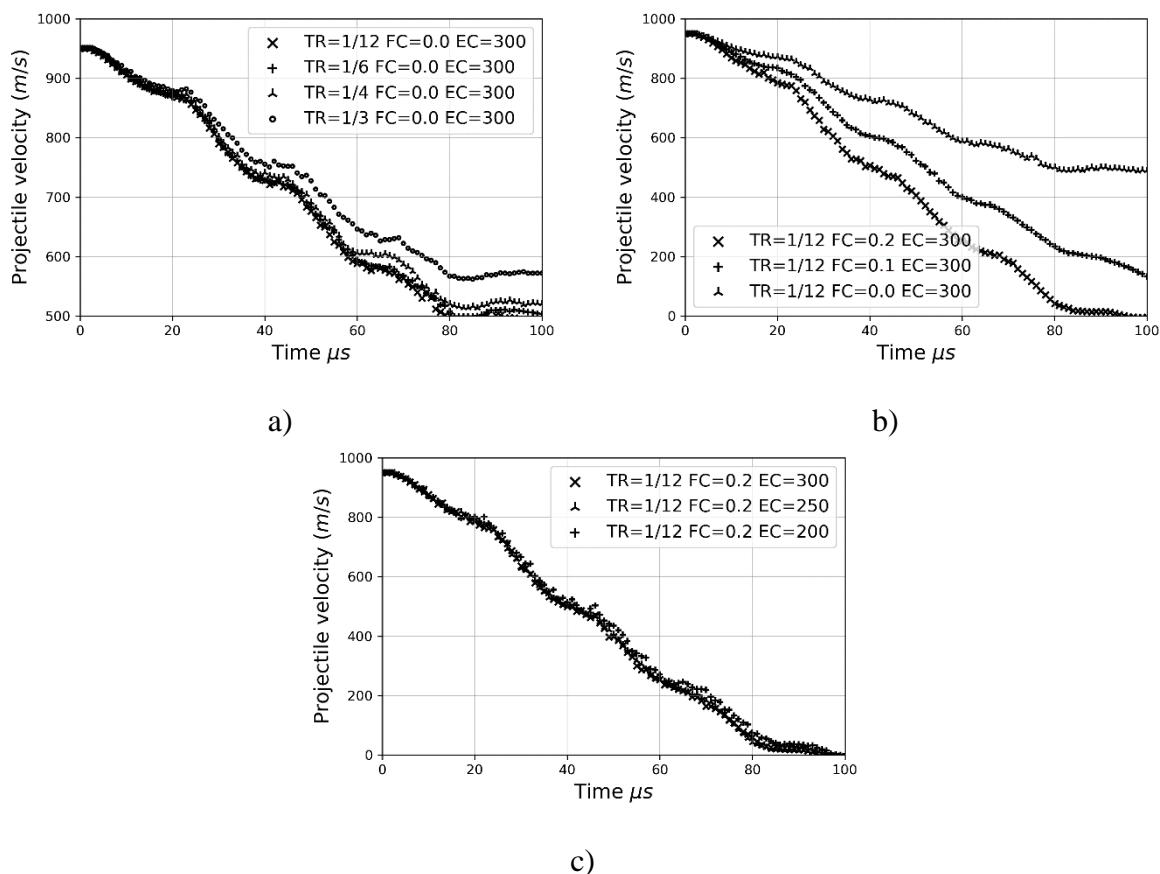 1000
900
800
700
600
500
Projectile velocity (m/s)
TR=1/12 FC=0.0 EC=300
TR=1/6 FC=0.0 EC=300
TR=1/4 FC=0.0 EC=300
TR=1/3 FC=0.0 EC=300
0 20 40 60 80 100
Time μs
a)
1000
800
600
400
200
0
Projectile velocity (m/s)
TR=1/12 FC=0.2 EC=300
TR=1/12 FC=0.1 EC=300
TR=1/12 FC=0.0 EC=300
0 20 40 60 80 100
Time μs
b)
1000
800
600
400
200
0
Projectile velocity (m/s)
TR=1/12 FC=0.2 EC=300
TR=1/12 FC=0.2 EC=250
TR=1/12 FC=0.2 EC=200
0 20 40 60 80 100
Time μs
c)